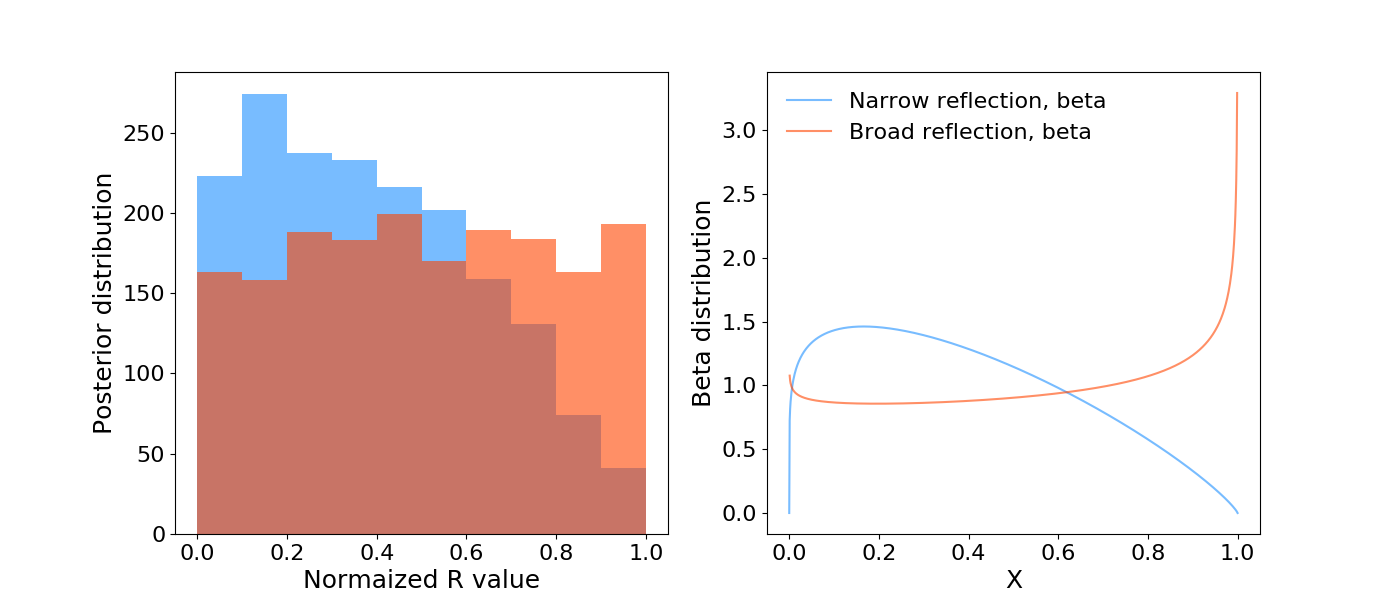 Posterior distribution
250
200
150
100
50
0
0.0 0.2 0.4 0.6 0.8 1.0
Normaized R value
Beta distribution
Narrow reflection, beta
Broad reflection, beta
3.0
2.5
2.0
1.5
1.0
0.5
0.0
0.0 0.2 0.4 0.6 0.8 1.0
X